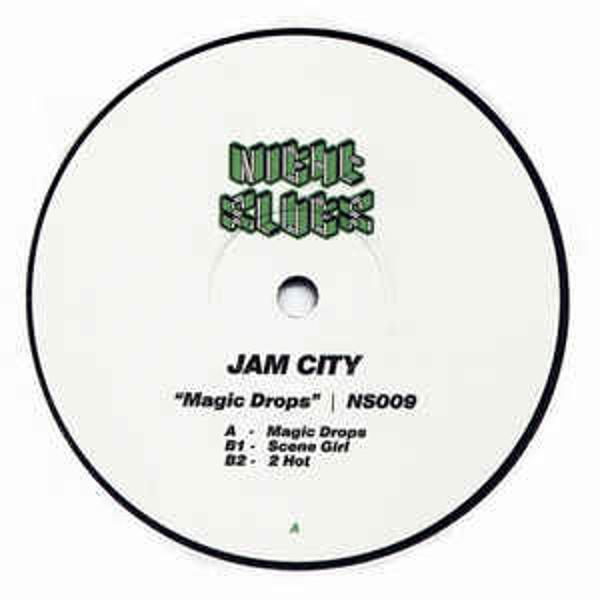 NIGHT
SLUGS
JAM CITY
"Magic Drops" | NS009
A - Magic Drops
B1 - Scene Girl
B2 - 2 Hot
A